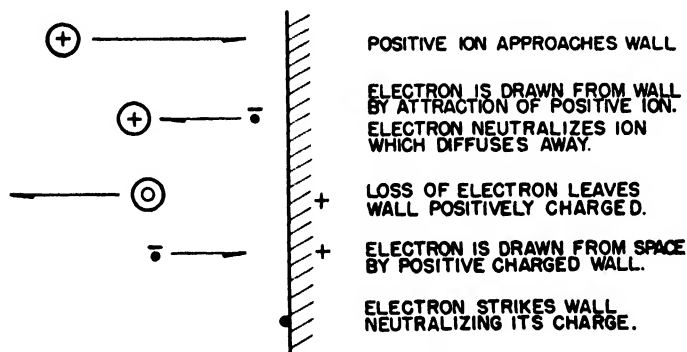 POSITIVE ION APPROACHES WALL
ELECTRON IS DRAWN FROM WALL
BY ATTRACTION OF POSITIVE ION.
ELECTRON NEUTRALIZES ION
WHICH DIFFUSES AWAY.
LOSS OF ELECTRON LEAVES
WALL POSITIVELY CHARGED.
ELECTRON IS DRAWN FROM SPACE
BY POSITIVE CHARGED WALL.
ELECTRON STRIKES WALL
NEUTRALIZING ITS CHARGE.